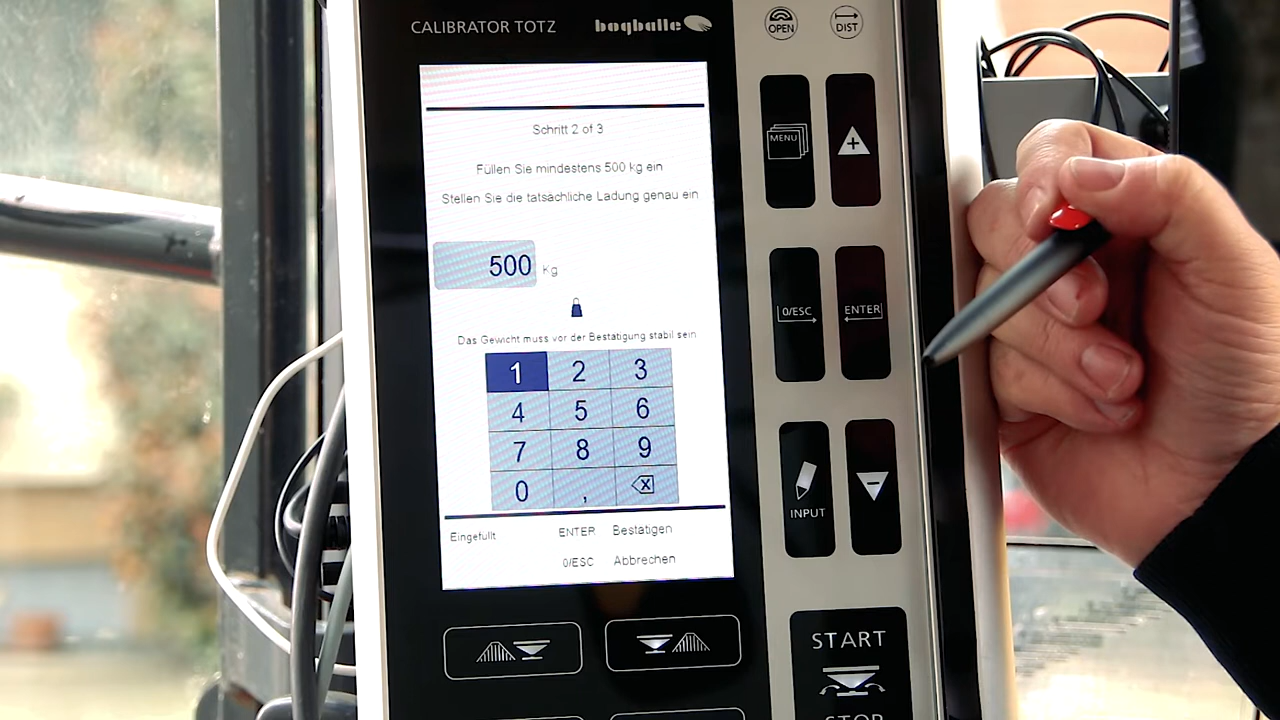 CALIBRATOR TOTZ bogballe
OPEN DIST
Schritt 2 of 3
MENU +
Füllen Sie mindestens 500 kg ein
Stellen Sie die tatsächliche Ladung genau ein
500 Kg
0/ESC ENTER
Das Gewicht muss vor der Bestätigung stabil sein
1 2 3
4 5 6
7 8 9
0 ,
INPUT -
Eingefüllt ENTER Bestätigen
0/ESC Abbrechen
START
STOP